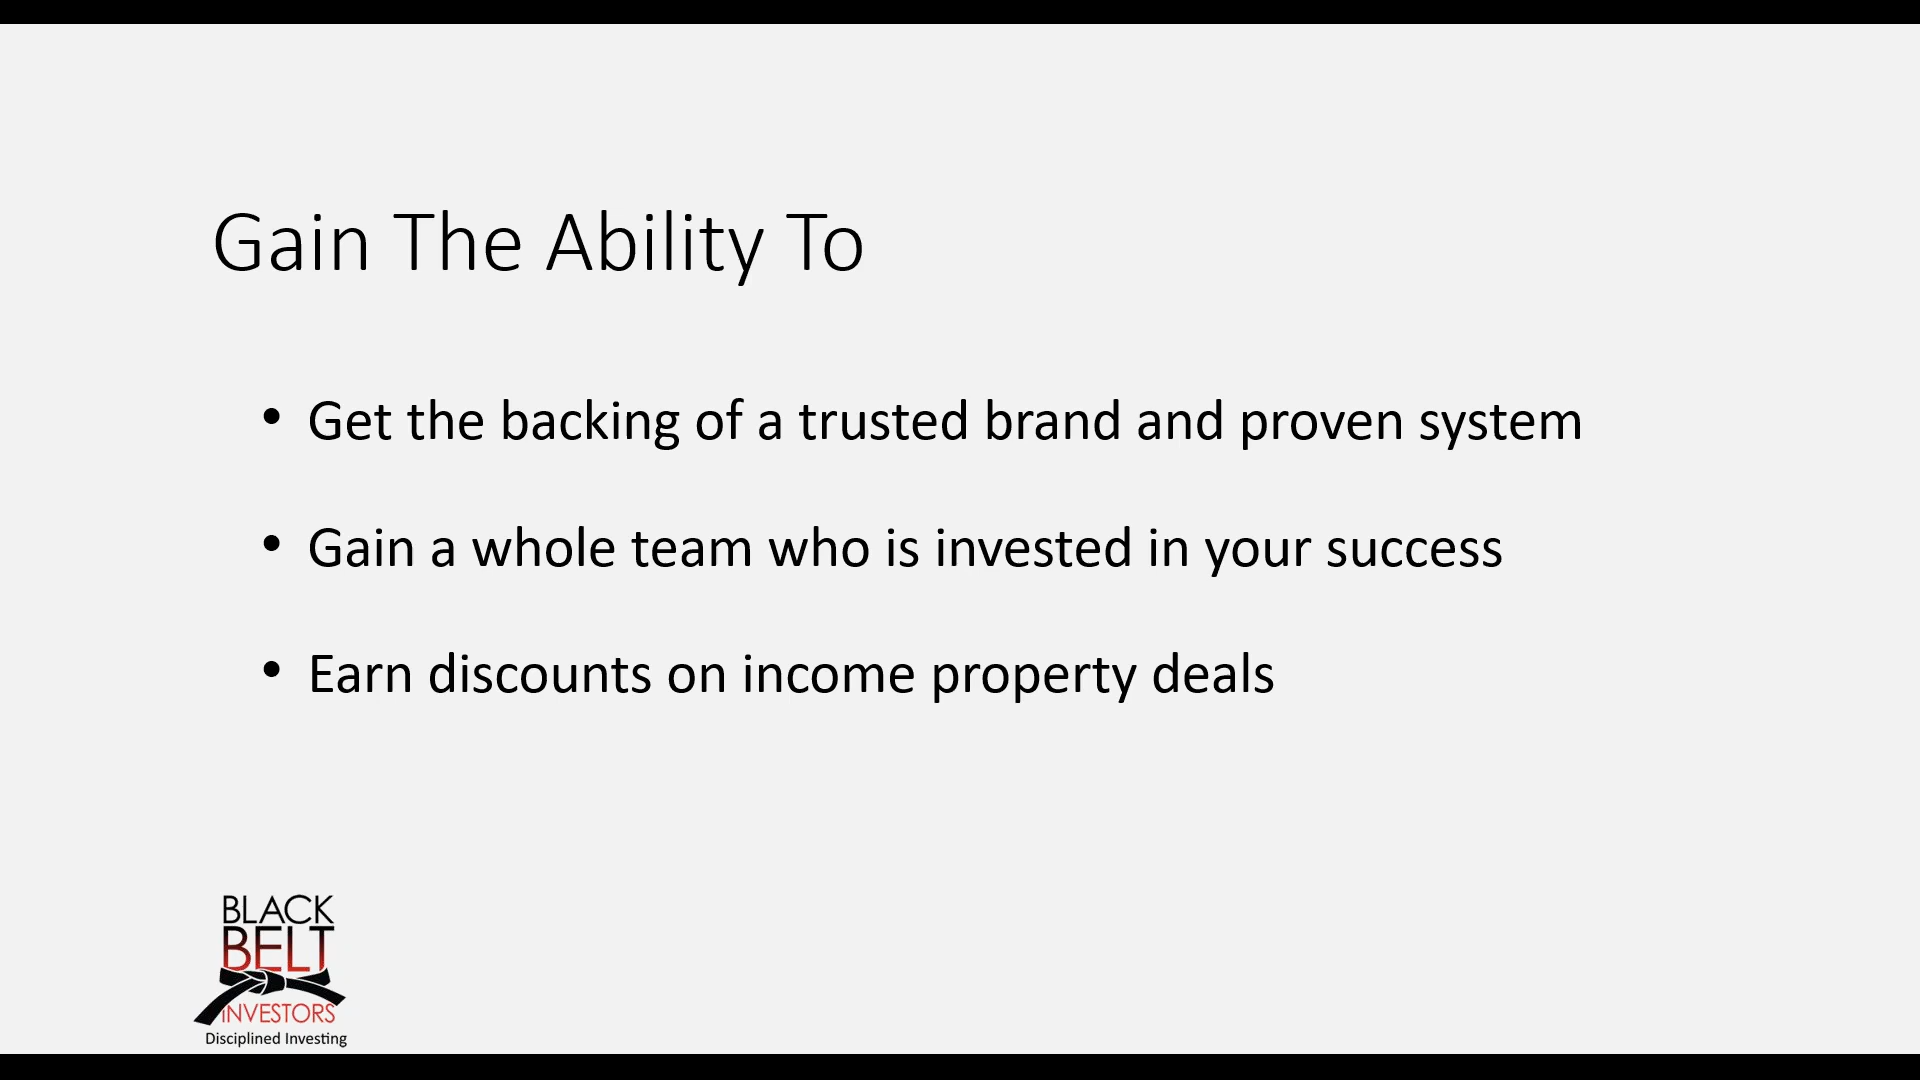 Gain The Ability To
• Get the backing of a trusted brand and proven system
• Gain a whole team who is invested in your success
• Earn discounts on income property deals
BLACK
BELT
INVESTORS
Disciplined Investing